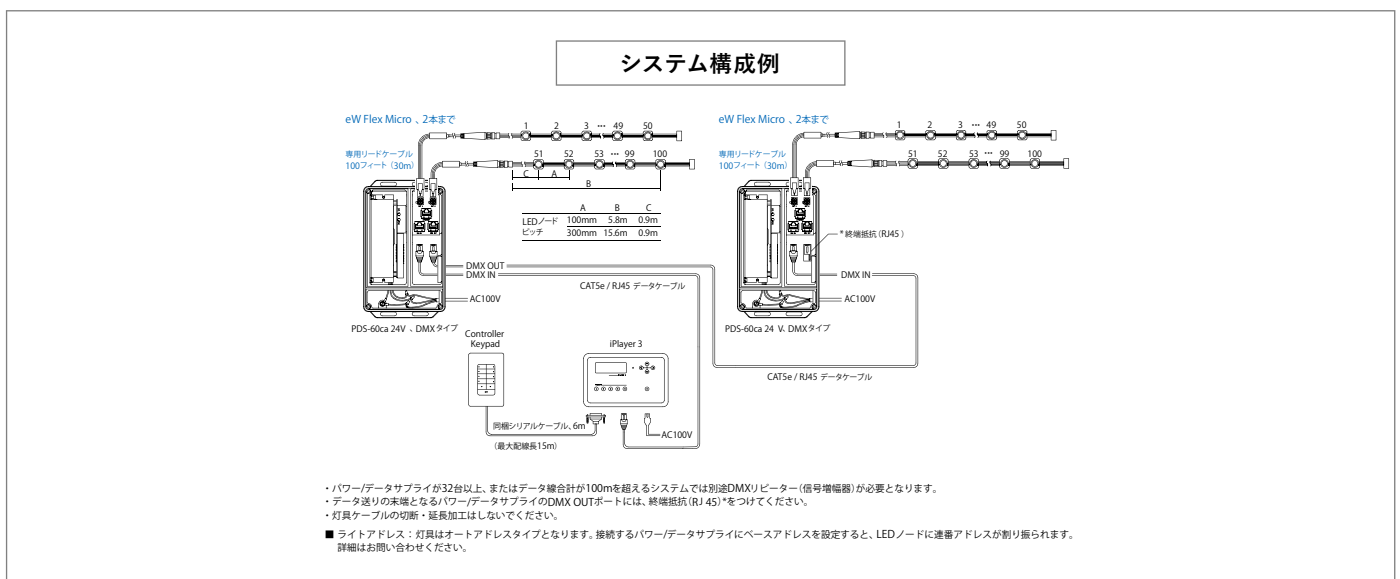 システム構成例
eW Flex Micro 、2本まで
1 2 3 ··· 49 50
専用リードケーブル
100フィート（30m）
51 52 53 ··· 99 100
C A
B
A B C
LEDノード 100mm 5.8m 0.9m
ピッチ 300mm 15.6m 0.9m
DMX OUT
DMX IN
CAT5e / RJ45 データケーブル
AC100V
PDS-60ca 24V 、DMXタイプ
eW Flex Micro 、2本まで
1 2 3 ··· 49 50
専用リードケーブル
100フィート（30m）
51 52 53 ··· 99 100
*終端抵抗（RJ45 ）
DMX IN
AC100V
PDS-60ca 24 V、DMXタイプ
CAT5e / RJ45 データケーブル
Controller
Keypad
iPlayer 3
同梱シリアルケーブル、6m
（最大配線長15m）
AC100V
・パワー/データサプライが32台以上、またはデータ線合計が100mを超えるシステムでは別途DMXリピーター（信号増幅器）が必要となります。
・データ送りの末端となるパワー/データサプライのDMX OUTポートには、終端抵抗（RJ 45）*をつけてください。
・灯具ケーブルの切断・延長加工はしないでください。
■ ライトアドレス：灯具はオートアドレスタイプとなります。接続するパワー/データサプライにベースアドレスを設定すると、LEDノードに連番アドレスが割り振られます。
詳細はお問い合わせください。